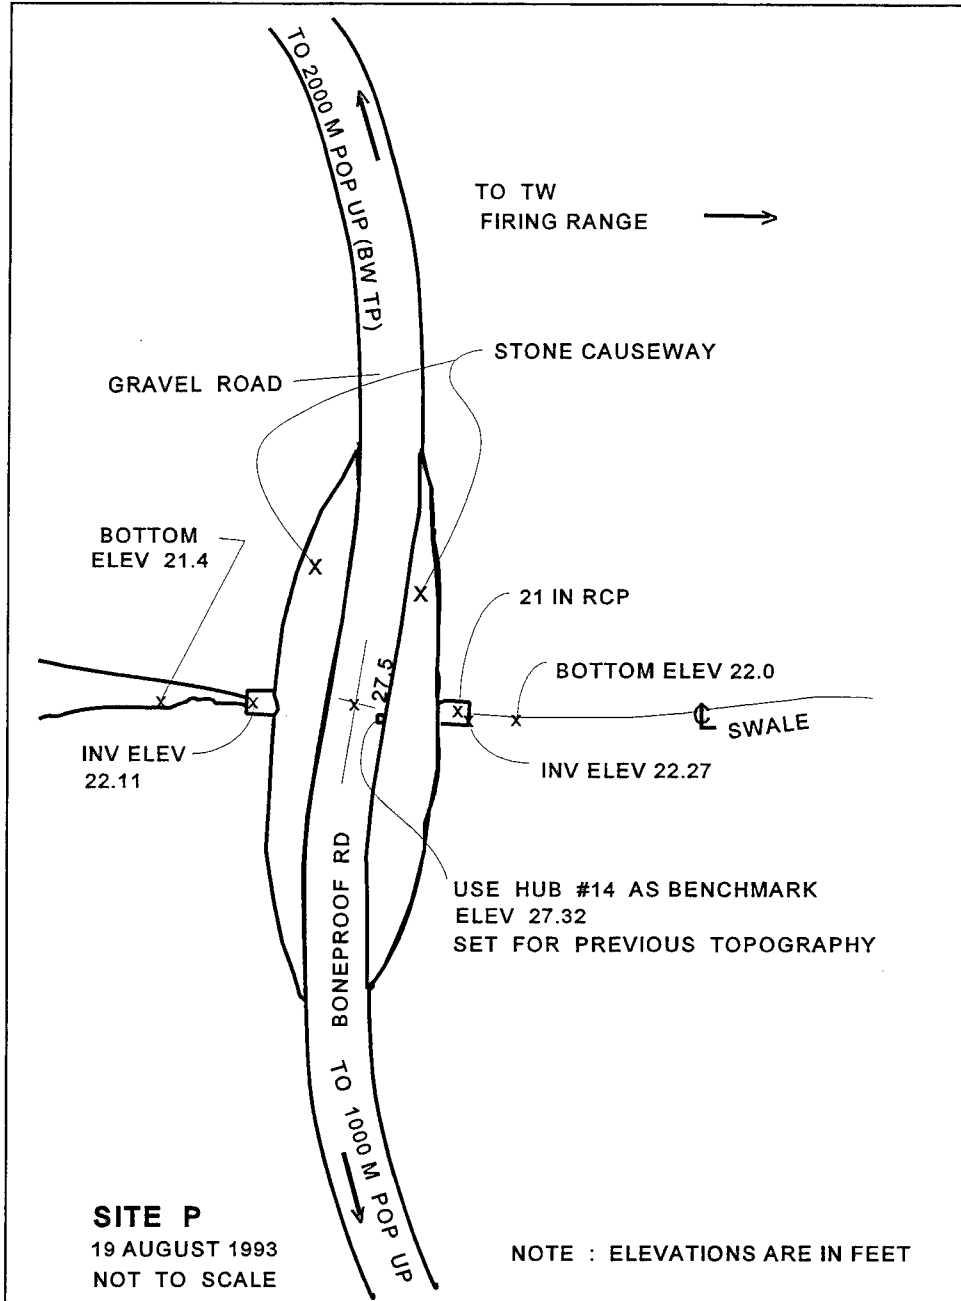 TO 2000 M POP UP (BW TP)
TO TW
FIRING RANGE
STONE CAUSEWAY
GRAVEL ROAD
BOTTOM
ELEV 21.4
X
X
21 IN RCP
27.5
BOTTOM ELEV 22.0
℄ SWALE
INV ELEV
22.11
INV ELEV 22.27
BONEPROOF RD
USE HUB #14 AS BENCHMARK
ELEV 27.32
SET FOR PREVIOUS TOPOGRAPHY
TO 1000 M POP UP
SITE P
19 AUGUST 1993
NOT TO SCALE
NOTE : ELEVATIONS ARE IN FEET